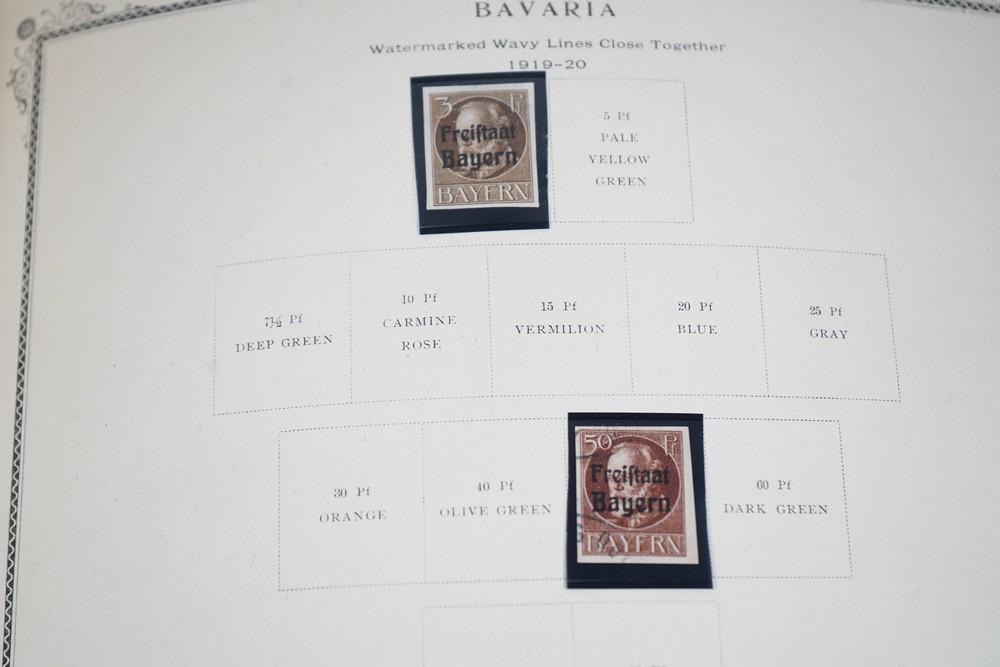 BAVARIA
Watermarked Wavy Lines Close Together
1919-20
3 Pf
Freiſtaat
Bayern
BAYERN
5 Pf
PALE
YELLOW
GREEN
7½ Pf
DEEP GREEN
10 Pf
CARMINE
ROSE
15 Pf
VERMILION
20 Pf
BLUE
25 Pf
GRAY
30 Pf
ORANGE
40 Pf
OLIVE GREEN
50 Pf
Freiſtaat
Bayern
BAYERN
60 Pf
DARK GREEN